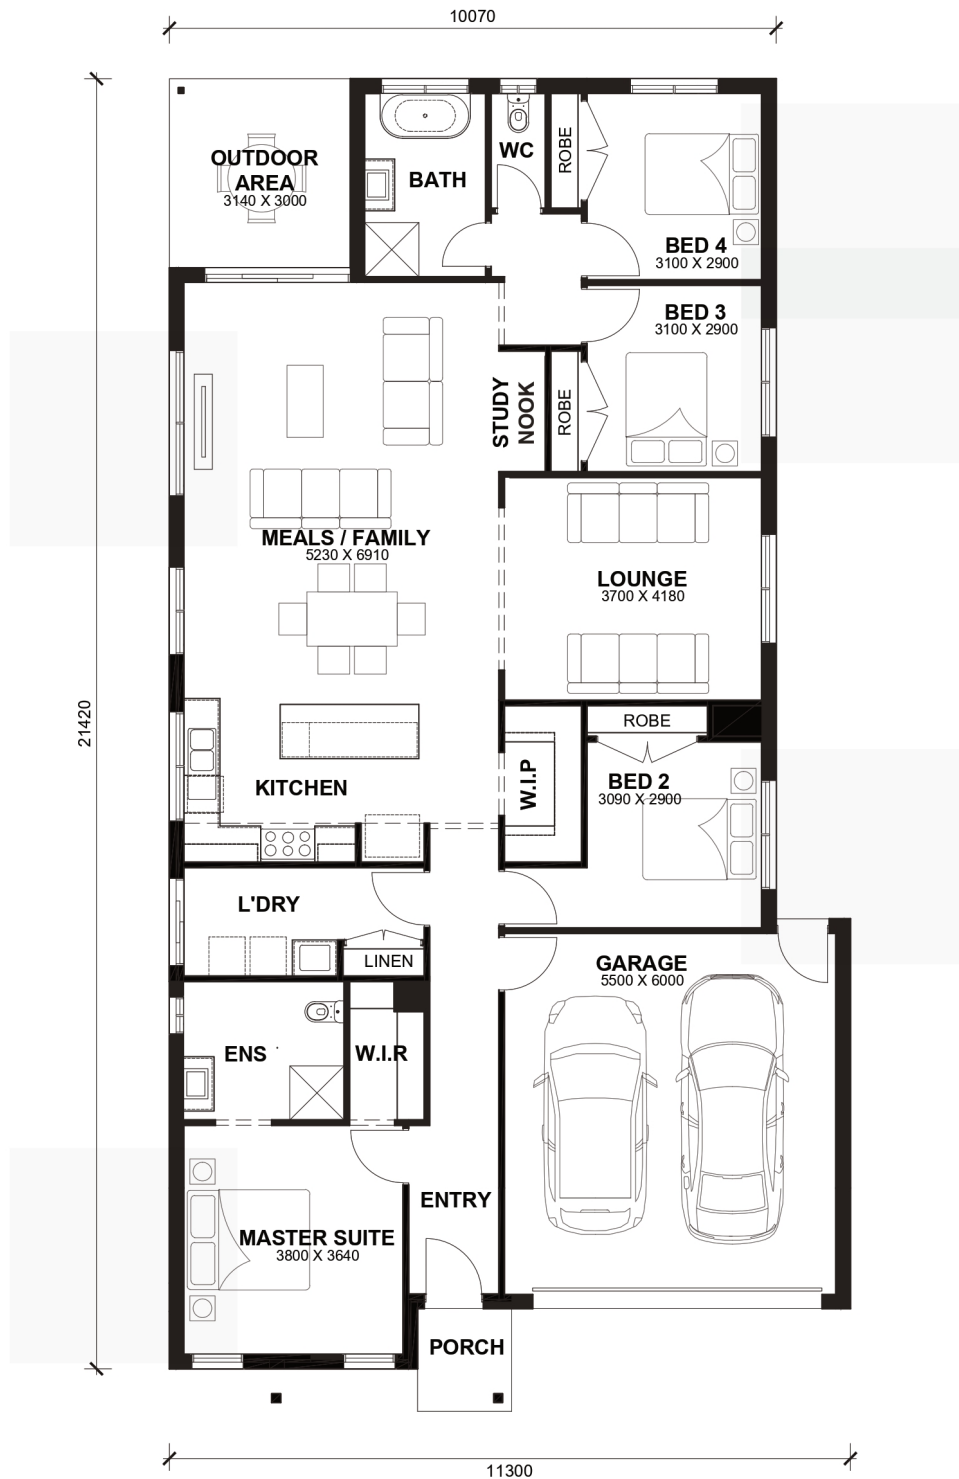 10070
OUTDOOR
AREA
3140 X 3000
BATH
WC
ROBE
BED 4
3100 X 2900
BED 3
3100 X 2900
STUDY
NOOK
ROBE
MEALS / FAMILY
5230 X 6910
LOUNGE
3700 X 4180
21420
ROBE
KITCHEN
W.I.P
BED 2
3090 X 2900
L'DRY
LINEN
GARAGE
5500 X 6000
ENS
W.I.R
ENTRY
MASTER SUITE
3800 X 3640
PORCH
11300